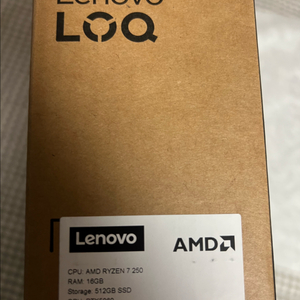 Lenovo
LOQ
Lenovo AMD
CPU: AMD RYZEN 7 250
RAM: 16GB
Storage: 512GB SSD